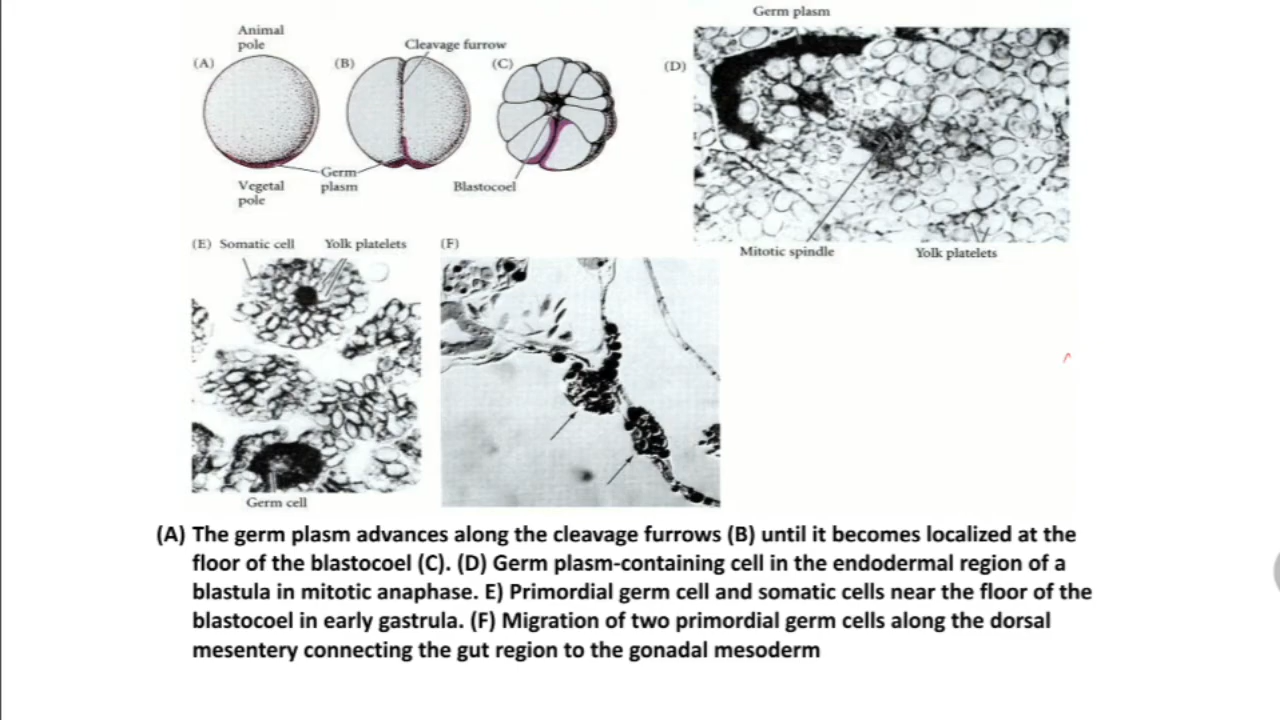 Germ plasm
Animal
pole
Cleavage furrow
(A)
(B)
(C)
(D)
Germ
plasm
Vegetal
pole
Blastocoel
Mitotic spindle
Yolk platelets
(E) Somatic cell
Yolk platelets
(F)
Germ cell
(A) The germ plasm advances along the cleavage furrows (B) until it becomes localized at the
floor of the blastocoel (C). (D) Germ plasm-containing cell in the endodermal region of a
blastula in mitotic anaphase. E) Primordial germ cell and somatic cells near the floor of the
blastocoel in early gastrula. (F) Migration of two primordial germ cells along the dorsal
mesentery connecting the gut region to the gonadal mesoderm